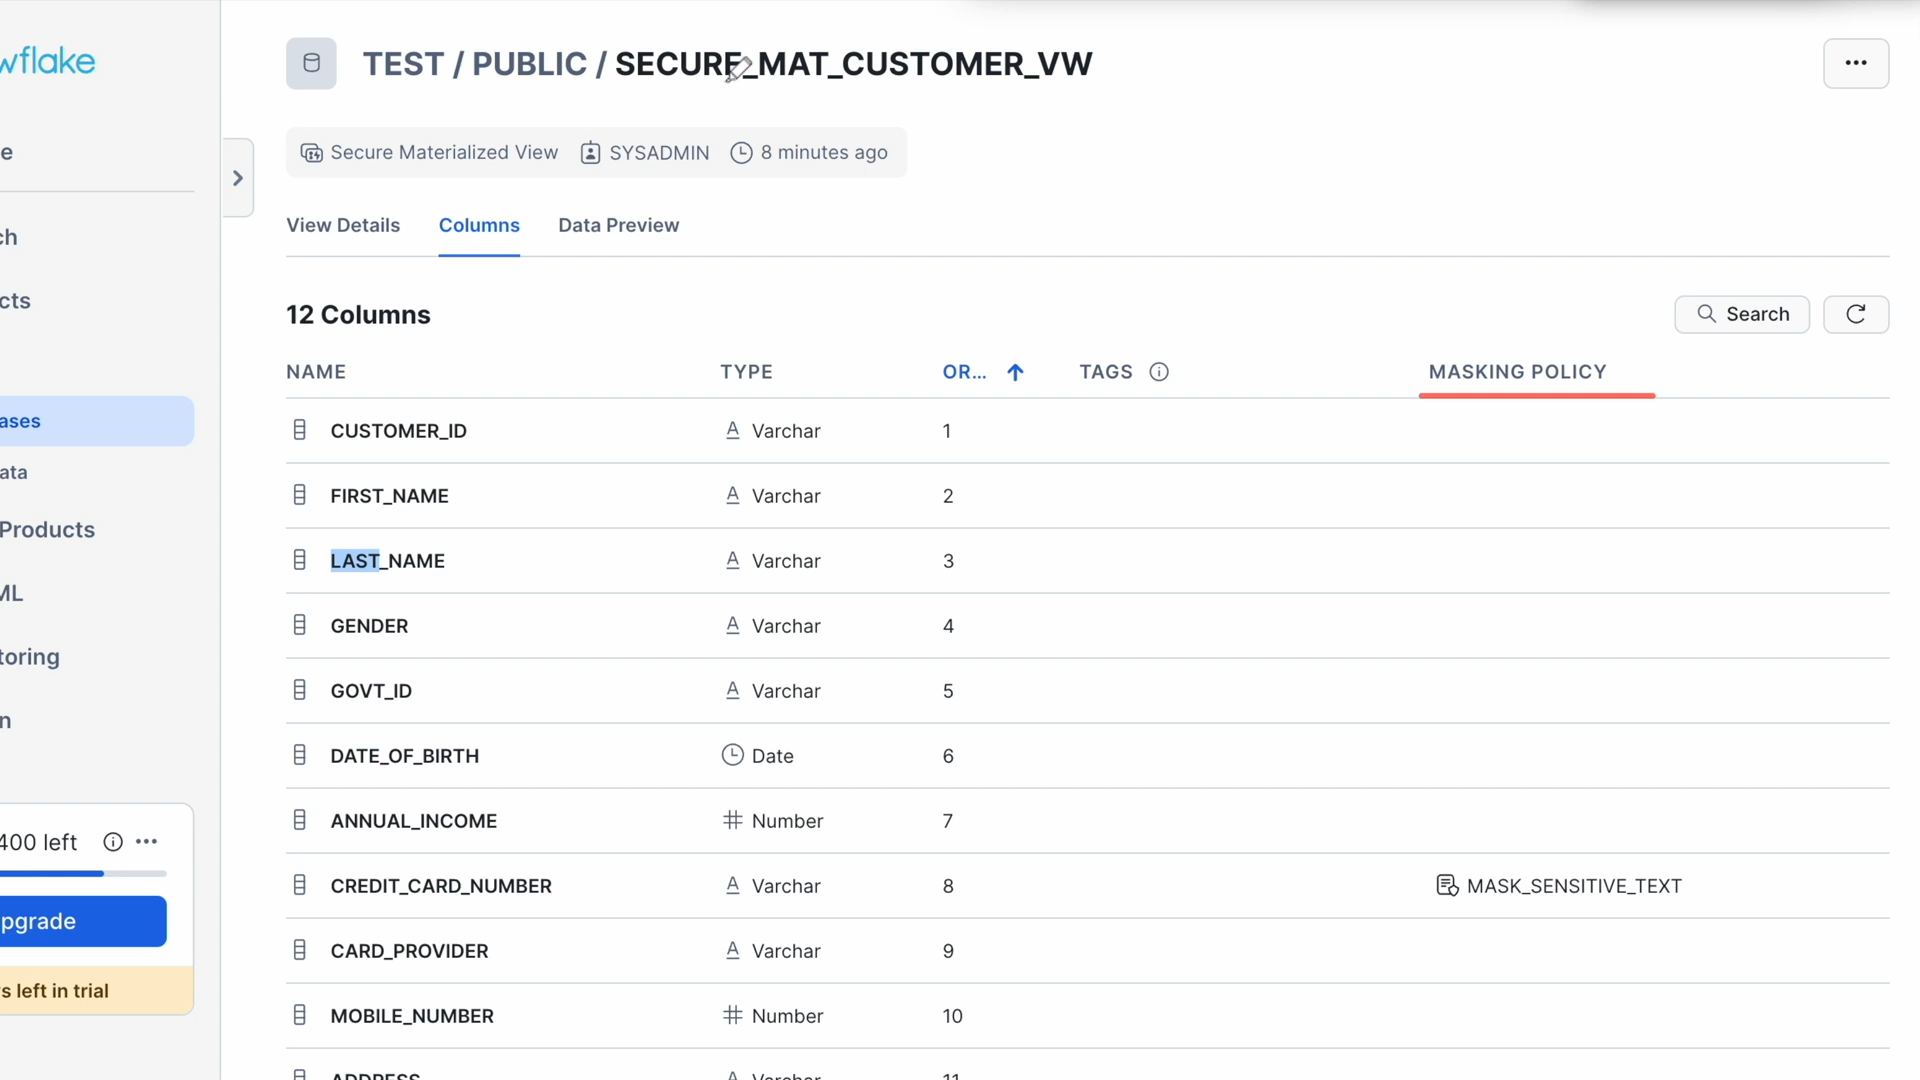 wflake
TEST / PUBLIC / SECURE_MAT_CUSTOMER_VW
e
Secure Materialized View SYSADMIN 8 minutes ago
ch
View Details Columns Data Preview
cts
12 Columns
Search
NAME TYPE OR... TAGS MASKING POLICY
ases
CUSTOMER_ID Varchar 1
ata
FIRST_NAME Varchar 2
Products
LAST_NAME Varchar 3
ML
GENDER Varchar 4
toring
GOVT_ID Varchar 5
n
DATE_OF_BIRTH Date 6
ANNUAL_INCOME Number 7
400 left
CREDIT_CARD_NUMBER Varchar 8 MASK_SENSITIVE_TEXT
pgrade
CARD_PROVIDER Varchar 9
s left in trial
MOBILE_NUMBER Number 10
ADDRESS Varchar 11